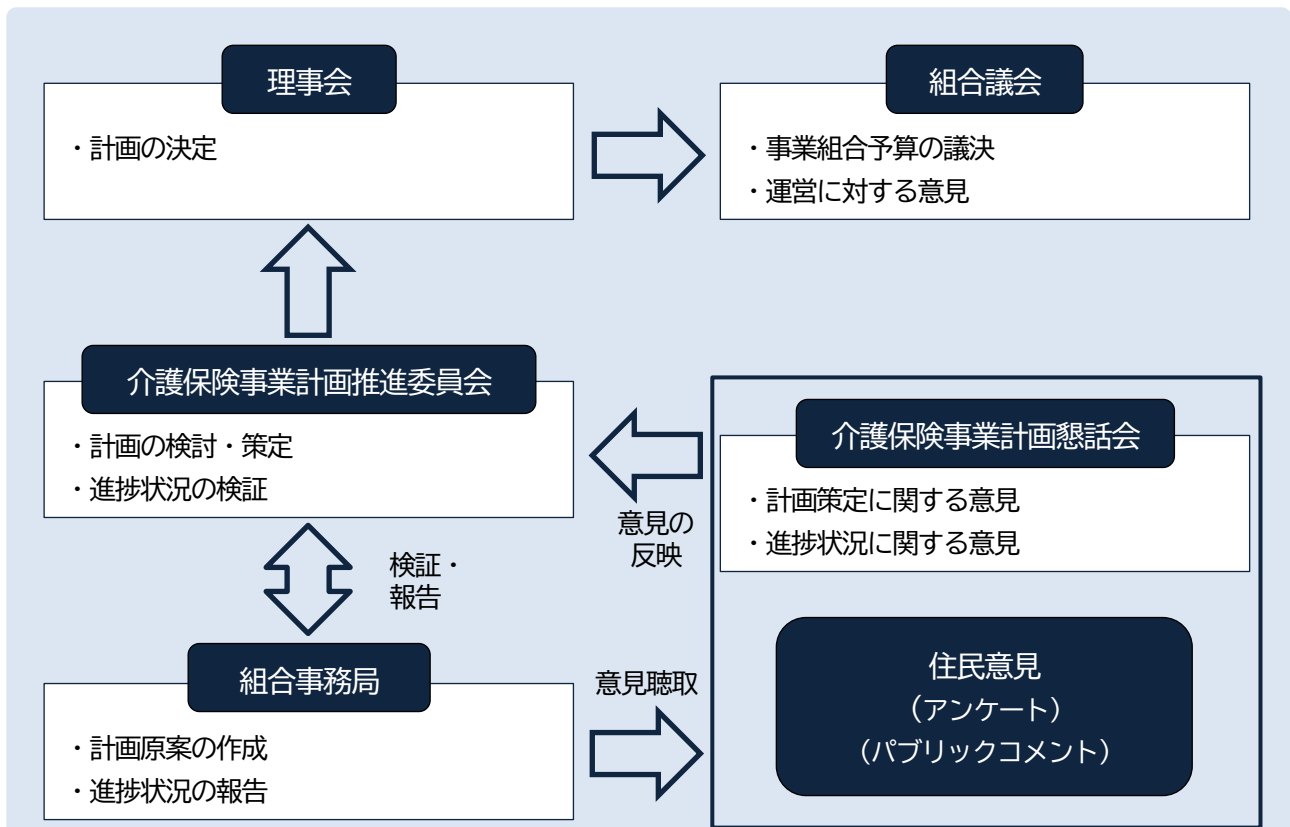 理事会
・計画の決定
組合議会
・事業組合予算の議決
・運営に対する意見
介護保険事業計画推進委員会
・計画の検討・策定
・進捗状況の検証
意見の
反映
介護保険事業計画懇話会
・計画策定に関する意見
・進捗状況に関する意見
検証・
報告
組合事務局
・計画原案の作成
・進捗状況の報告
意見聴取
住民意見
（アンケート）
（パブリックコメント）